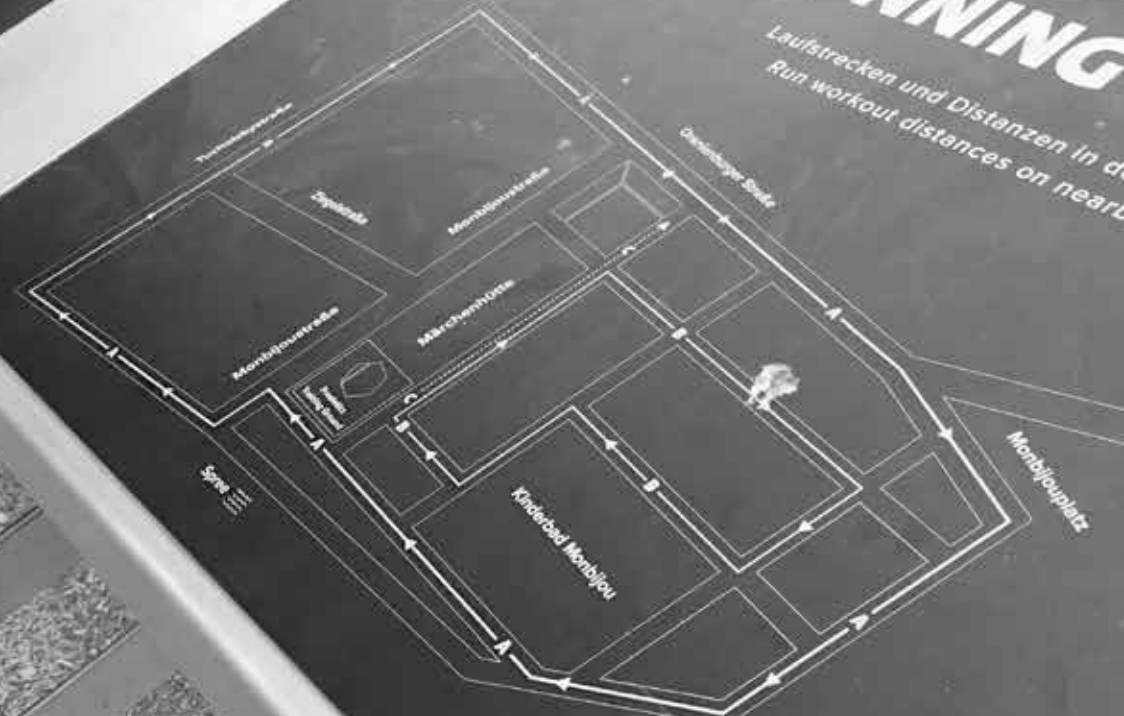 NNING
Laufstrecken und Distanzen in d
Run workout distances on nearb
Oranienburger Straße
Tucholskystraße
Ziegelstraße
Monbijoustraße
Märchenhütte
Monbijoustraße
C
A
B
A
C
B
A
Monbijouplatz
Spree
B
Kinderbad Monbijou
A
A